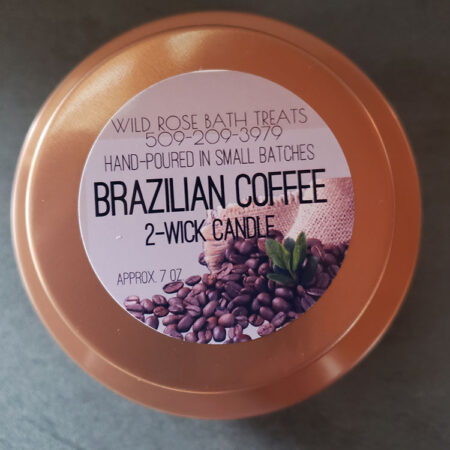 WILD ROSE BATH TREATS
509-209-3979
HAND-POURED IN SMALL BATCHES
BRAZILIAN COFFEE
2-WICK CANDLE
APPROX. 7 OZ